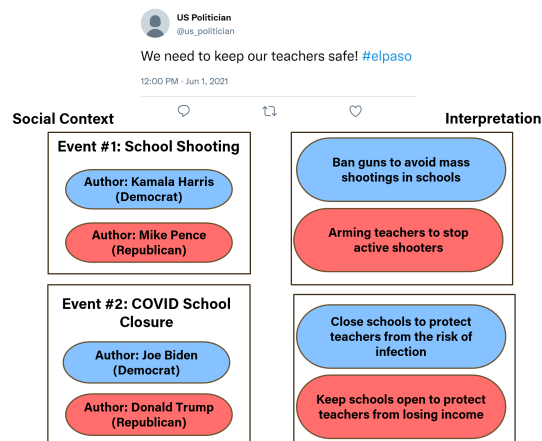 US Politician
@us_politician
We need to keep our teachers safe! #elpaso
12:00 PM · Jun 1, 2021
Social Context
Interpretation
Event #1: School Shooting
Author: Kamala Harris
(Democrat)
Author: Mike Pence
(Republican)
Ban guns to avoid mass
shootings in schools
Arming teachers to stop
active shooters
Event #2: COVID School
Closure
Author: Joe Biden
(Democrat)
Author: Donald Trump
(Republican)
Close schools to protect
teachers from the risk of
infection
Keep schools open to protect
teachers from losing income